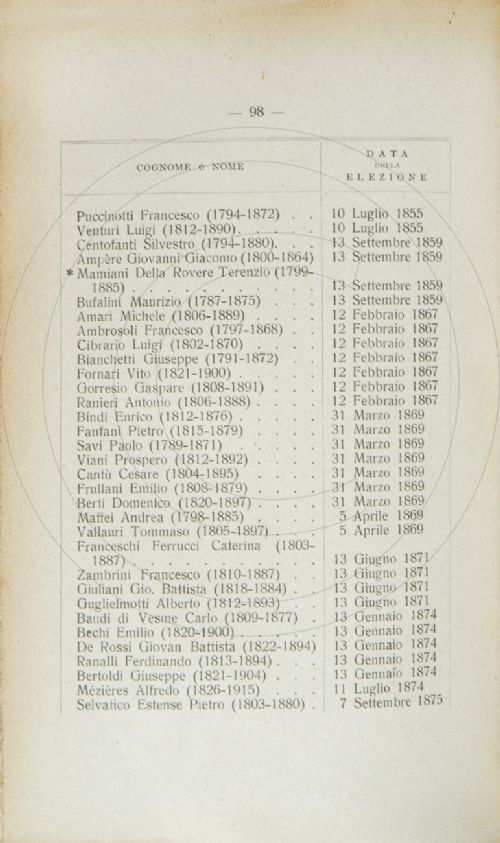 — 98 —
COGNOME e NOME
DATA
DELLA
ELEZIONE
Puccinotti Francesco (1794-1872) . . 10 Luglio 1855
Venturi Luigi (1812-1890). . . . . 10 Luglio 1855
Centofanti Silvestro (1794-1880). . . 13 Settembre 1859
Ampère Giovanni Giacomo (1800-1864) 13 Settembre 1859
* Mamiani Della Rovere Terenzio (1799-
1885) . . . . . . . . . . 13 Settembre 1859
Bufalini Maurizio (1787-1875) . . . 13 Settembre 1859
Amari Michele (1806-1889) . . . . 12 Febbraio 1867
Ambrosoli Francesco (1797-1868) . . 12 Febbraio 1867
Cibrario Luigi (1802-1870) . . . . 12 Febbraio 1867
Bianchetti Giuseppe (1791-1872) . . 12 Febbraio 1867
Fornari Vito (1821-1900) . . . . . 12 Febbraio 1867
Gorresio Gaspare (1808-1891) . . . 12 Febbraio 1867
Ranieri Antonio (1806-1888) . . . . 12 Febbraio 1867
Bindi Enrico (1812-1876) . . . . . 31 Marzo 1869
Fanfani Pietro (1815-1879) . . . . 31 Marzo 1869
Savi Paolo (1789-1871) . . . . . 31 Marzo 1869
Viani Prospero (1812-1892) . . . . 31 Marzo 1869
Cantù Cesare (1804-1895) . . . . 31 Marzo 1869
Frullani Emilio (1808-1879) . . . . 31 Marzo 1869
Berti Domenico (1820-1897) . . . . 31 Marzo 1869
Maffei Andrea (1798-1885) . . . . 5 Aprile 1869
Vallauri Tommaso (1805-1897) . . . 5 Aprile 1869
Franceschi Ferrucci Caterina (1803-
1887) . . . . . . . . . . 13 Giugno 1871
Zambrini Francesco (1810-1887) . . 13 Giugno 1871
Giuliani Gio. Battista (1818-1884) . . 13 Giugno 1871
Guglielmotti Alberto (1812-1893) . . 13 Giugno 1871
Baudi di Vesme Carlo (1809-1877) . 13 Gennaio 1874
Bechi Emilio (1820-1900) . . . . . 13 Gennaio 1874
De Rossi Giovan Battista (1822-1894) 13 Gennaio 1874
Ranalli Ferdinando (1813-1894) . . . 13 Gennaio 1874
Bertoldi Giuseppe (1821-1904) . . . 13 Gennaio 1874
Mézières Alfredo (1826-1915) . . . 11 Luglio 1874
Selvatico Estense Pietro (1803-1880) . 7 Settembre 1875